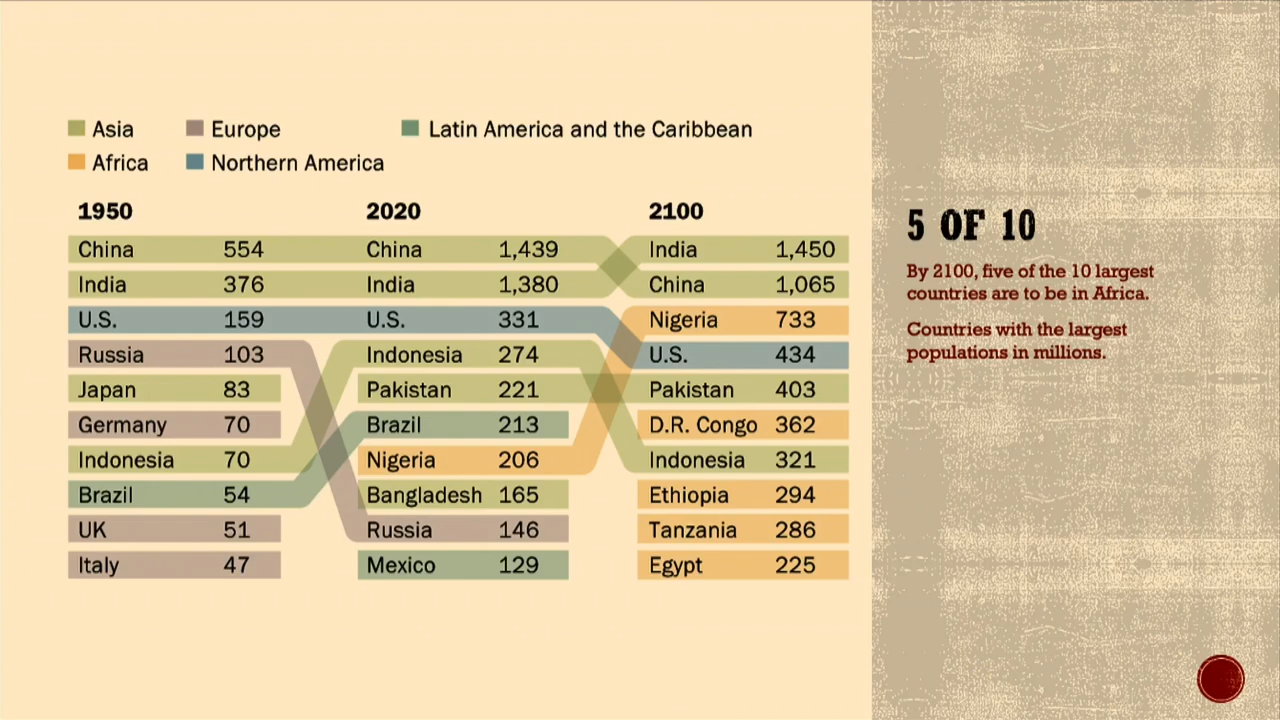 Asia Europe Latin America and the Caribbean
Africa Northern America
1950 2020 2100
China 554 China 1,439 India 1,450
India 376 India 1,380 China 1,065
U.S. 159 U.S. 331 Nigeria 733
Russia 103 Indonesia 274 U.S. 434
Japan 83 Pakistan 221 Pakistan 403
Germany 70 Brazil 213 D.R. Congo 362
Indonesia 70 Nigeria 206 Indonesia 321
Brazil 54 Bangladesh 165 Ethiopia 294
UK 51 Russia 146 Tanzania 286
Italy 47 Mexico 129 Egypt 225
5 OF 10
By 2100, five of the 10 largest
countries are to be in Africa.
Countries with the largest
populations in millions.